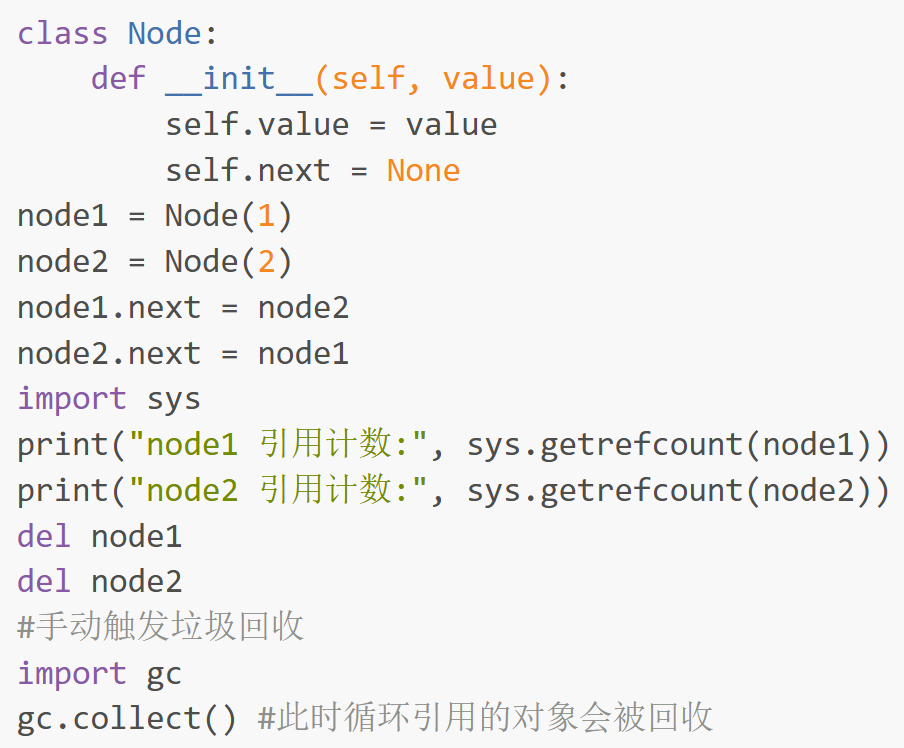 class Node:
    def __init__(self, value):
        self.value = value
        self.next = None
node1 = Node(1)
node2 = Node(2)
node1.next = node2
node2.next = node1
import sys
print("node1 引用计数:", sys.getrefcount(node1))
print("node2 引用计数:", sys.getrefcount(node2))
del node1
del node2
#手动触发垃圾回收
import gc
gc.collect() #此时循环引用的对象会被回收